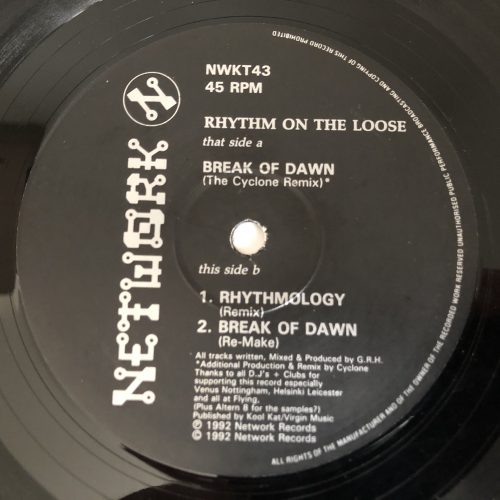 NWKT43
45 RPM
RHYTHM ON THE LOOSE
that side a
BREAK OF DAWN
(The Cyclone Remix)*
this side b
1. RHYTHMOLOGY
(Remix)
2. BREAK OF DAWN
(Re-Make)
All tracks written, Mixed & Produced by G.R.H.
*Additional Production & Remix by Cyclone
Thanks to all D.J's + Clubs for
supporting this record especially
Venus Nottingham, Helsinki Leicester
and all at Flying,
(Plus Altern 8 for the samples?)
Published by Kool Kat/Virgin Music
℗ 1992 Network Records
© 1992 Network Records
NETWORK
N
ALL RIGHTS OF THE MANUFACTURER AND OF THE OWNER OF THE RECORDED WORK RESERVED UNAUTHORISED PUBLIC PERFORMANCE BROADCASTING AND COPYING OF THIS RECORD PROHIBITED